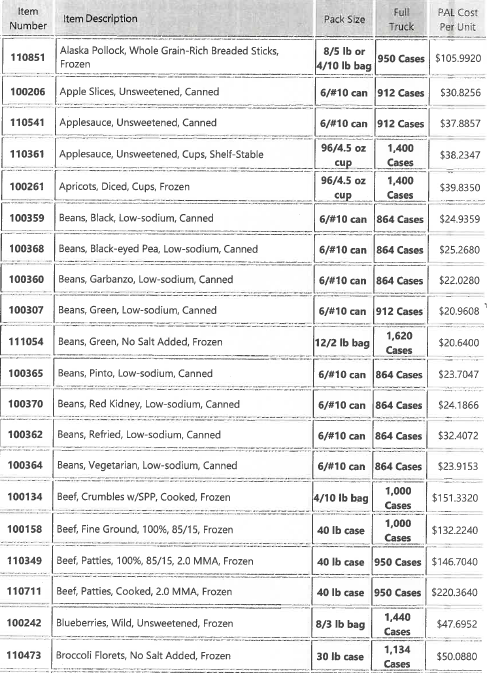 Item Number | Item Description | Pack Size | Full Truck | PAL Cost Per Unit
110851 | Alaska Pollock, Whole Grain-Rich Breaded Sticks, Frozen | 8/5 lb or 4/10 lb bag | 950 Cases | $105.9920
100206 | Apple Slices, Unsweetened, Canned | 6/#10 can | 912 Cases | $30.8256
110541 | Applesauce, Unsweetened, Canned | 6/#10 can | 912 Cases | $37.8857
110361 | Applesauce, Unsweetened, Cups, Shelf-Stable | 96/4.5 oz cup | 1,400 Cases | $38.2347
100261 | Apricots, Diced, Cups, Frozen | 96/4.5 oz cup | 1,400 Cases | $39.8350
100359 | Beans, Black, Low-sodium, Canned | 6/#10 can | 864 Cases | $24.9359
100368 | Beans, Black-eyed Pea, Low-sodium, Canned | 6/#10 can | 864 Cases | $25.2680
100360 | Beans, Garbanzo, Low-sodium, Canned | 6/#10 can | 864 Cases | $22.0280
100307 | Beans, Green, Low-sodium, Canned | 6/#10 can | 912 Cases | $20.9608
111054 | Beans, Green, No Salt Added, Frozen | 12/2 lb bag | 1,620 Cases | $20.6400
100365 | Beans, Pinto, Low-sodium, Canned | 6/#10 can | 864 Cases | $23.7047
100370 | Beans, Red Kidney, Low-sodium, Canned | 6/#10 can | 864 Cases | $24.1866
100362 | Beans, Refried, Low-sodium, Canned | 6/#10 can | 864 Cases | $32.4072
100364 | Beans, Vegetarian, Low-sodium, Canned | 6/#10 can | 864 Cases | $23.9153
100134 | Beef, Crumbles w/SPP, Cooked, Frozen | 4/10 lb bag | 1,000 Cases | $151.3320
100158 | Beef, Fine Ground, 100%, 85/15, Frozen | 40 lb case | 1,000 Cases | $132.2240
110349 | Beef, Patties, 100%, 85/15, 2.0 MMA, Frozen | 40 lb case | 950 Cases | $146.7040
110711 | Beef, Patties, Cooked, 2.0 MMA, Frozen | 40 lb case | 950 Cases | $220.3640
100242 | Blueberries, Wild, Unsweetened, Frozen | 8/3 lb bag | 1,440 Cases | $47.6952
110473 | Broccoli Florets, No Salt Added, Frozen | 30 lb case | 1,134 Cases | $50.0880